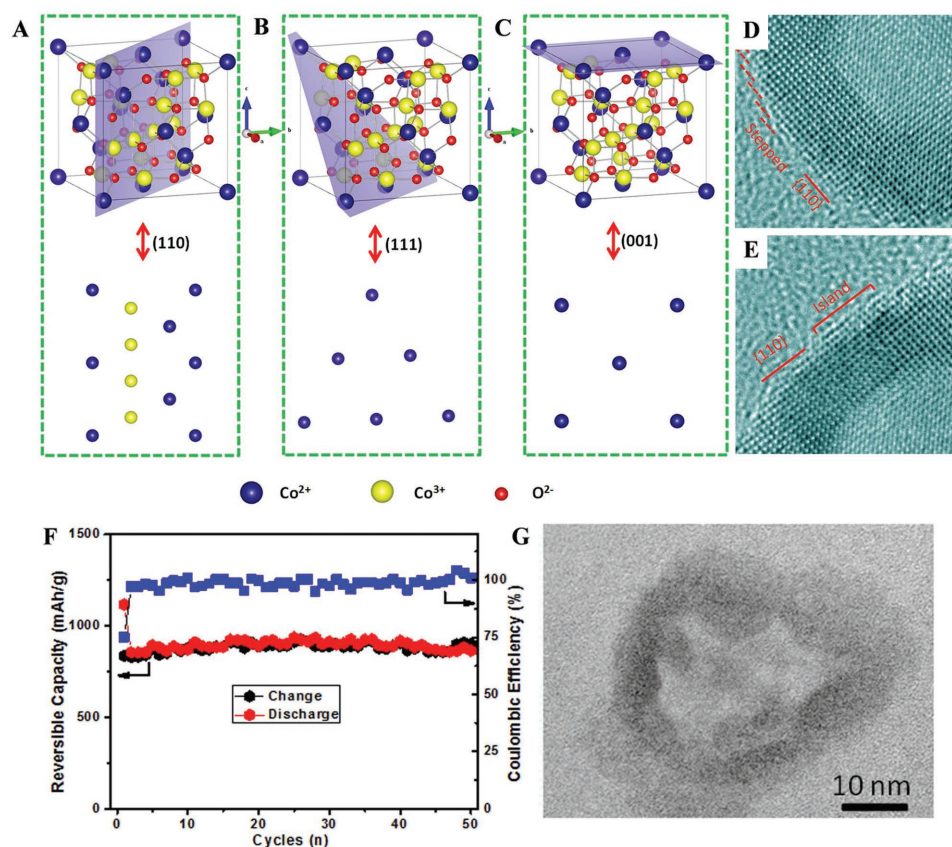 A
B
C
D
c
b
a
c
b
a
Stepped
{110}
E
(110)
(111)
(001)
Island
{110}
Co2+
Co3+
O2-
F
G
1500
1000
500
0
Reversible Capacity (mAh/g)
100
75
50
25
0
Coulombic Efficiency (%)
Change
Discharge
0
10
20
30
40
50
Cycles (n)
10 nm